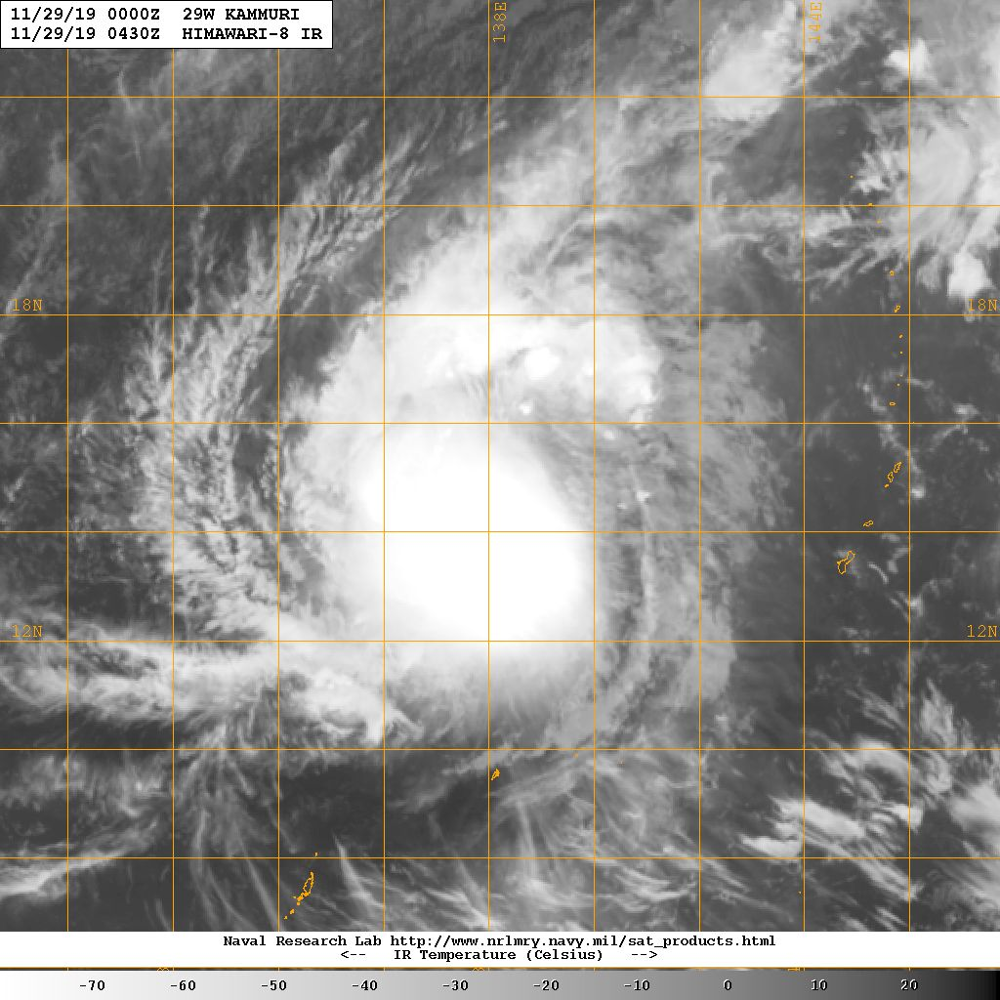 11/29/19 0000Z 29W KAMMURI
11/29/19 0430Z HIMAWARI-8 IR
138E
144E
18N
18N
12N
12N
Naval Research Lab http://www.nrlmry.navy.mil/sat_products.html
<-- IR Temperature (Celsius) -->
-70 -60 -50 -40 -30 -20 -10 0 10 20